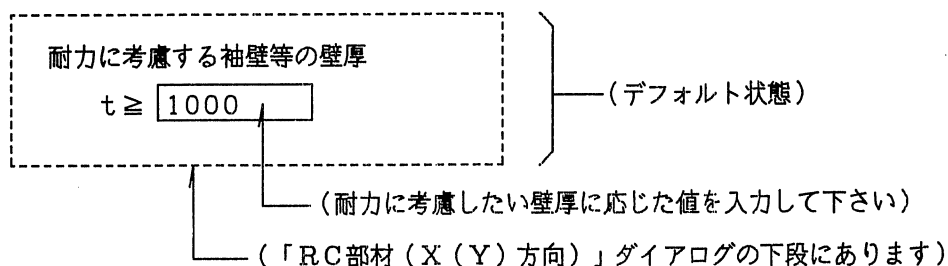 耐力に考慮する袖壁等の壁厚
t≧ 1000
(デフォルト状態)
(耐力に考慮したい壁厚に応じた値を入力して下さい)
(「RC部材(X(Y)方向)」ダイアログの下段にあります)